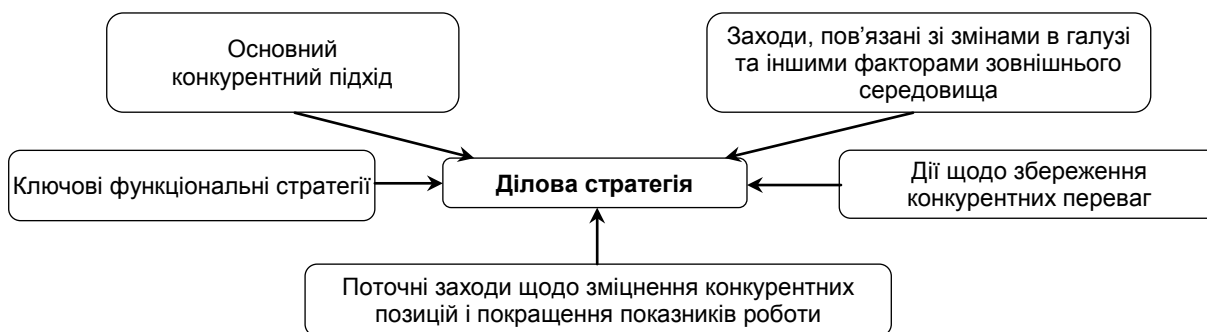 Основний
конкурентний підхід
Заходи, пов’язані зі змінами в галузі
та іншими факторами зовнішнього
середовища
Ключові функціональні стратегії
Ділова стратегія
Дії щодо збереження
конкурентних переваг
Поточні заходи щодо зміцнення конкурентних
позицій і покращення показників роботи